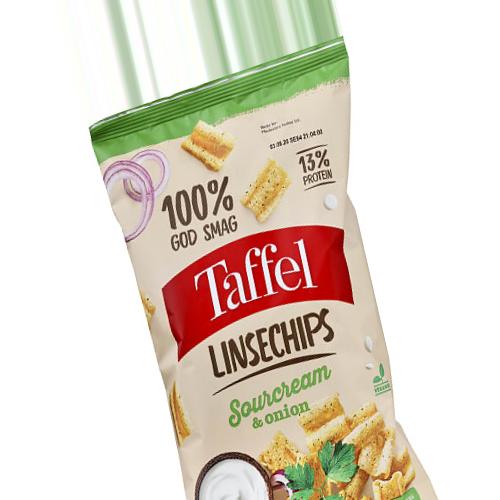 100%
GOD SMAG
13%
PROTEIN
Taffel
LINSECHIPS
Sourcream
& onion